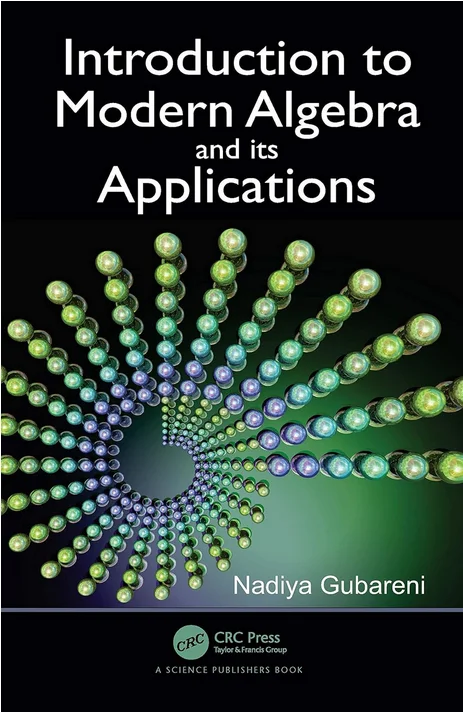 Introduction to
Modern Algebra
and its
Applications
Nadiya Gubareni
CRC
CRC Press
Taylor & Francis Group
A SCIENCE PUBLISHERS BOOK